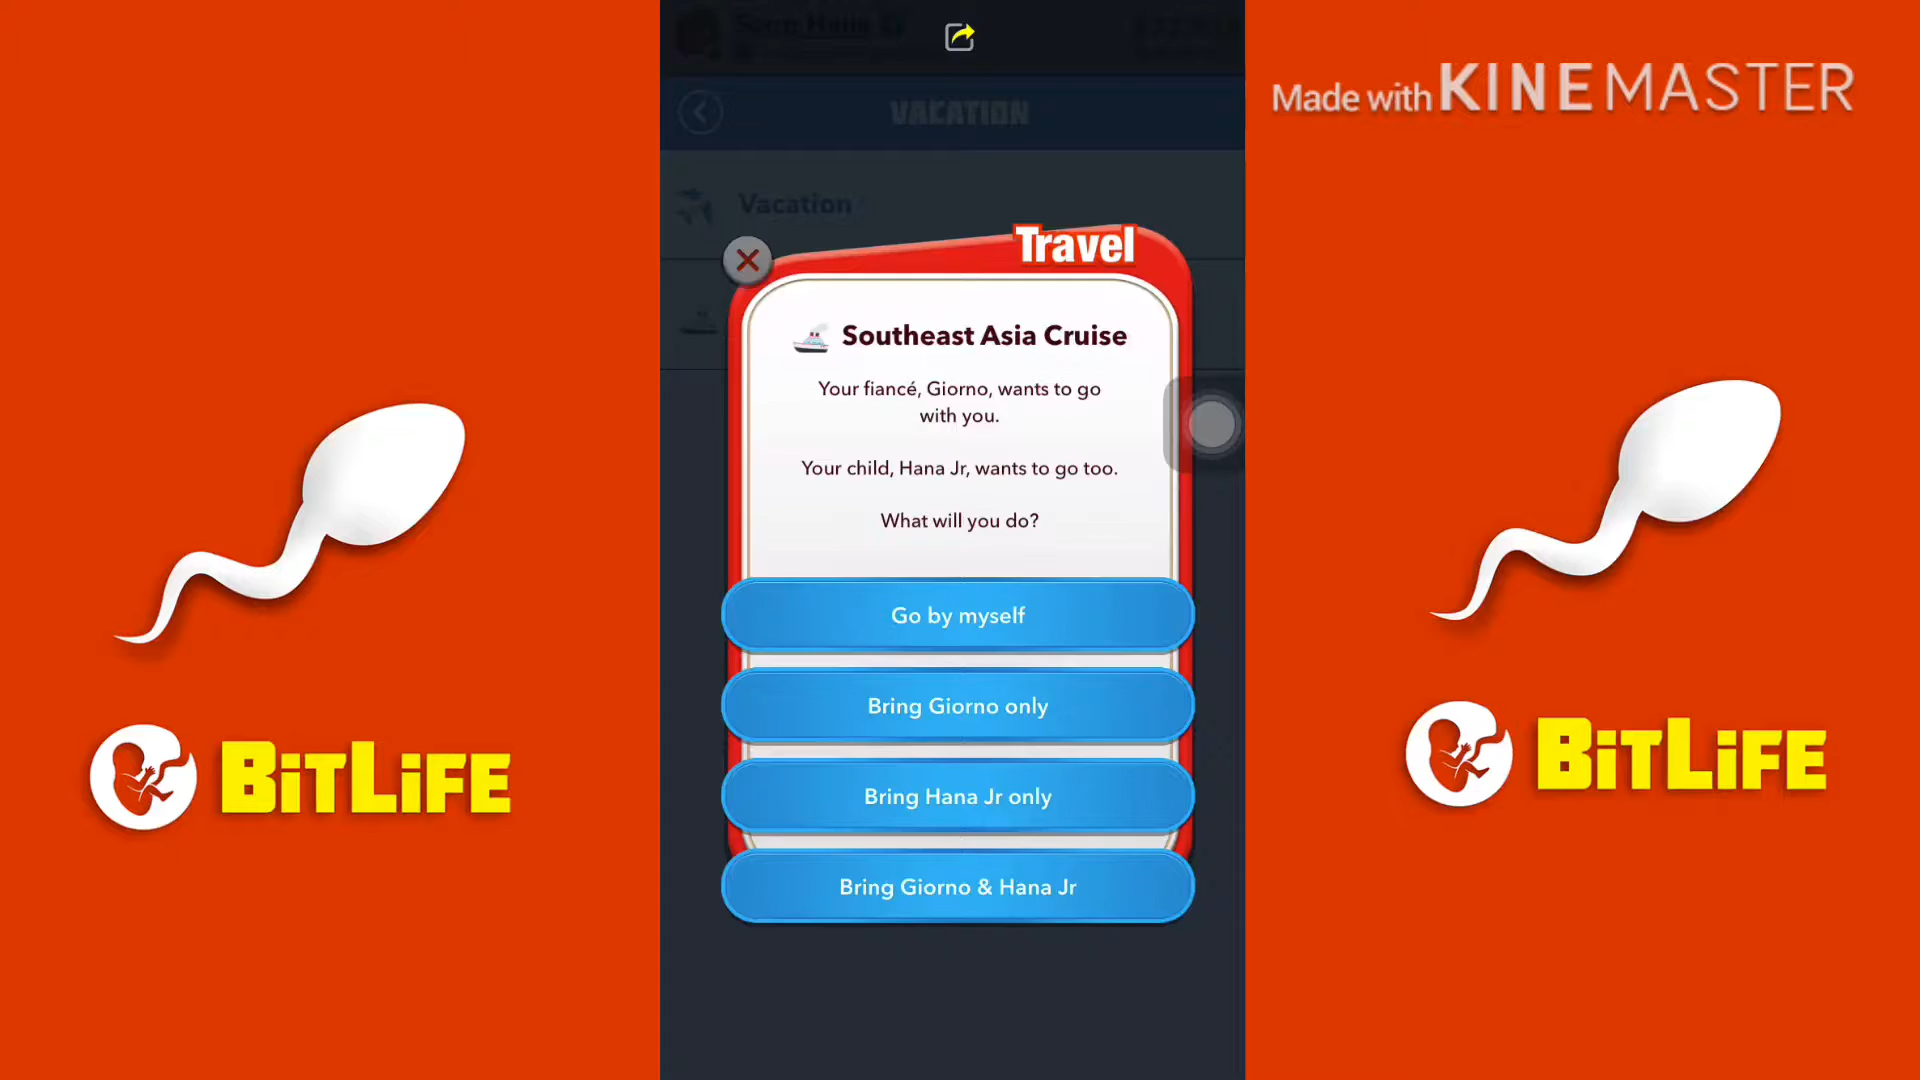 Made with KINEMASTER
VACATION
Vacation
Travel
Southeast Asia Cruise
Your fiancé, Giorno, wants to go
with you.
Your child, Hana Jr, wants to go too.
What will you do?
Go by myself
Bring Giorno only
Bring Hana Jr only
Bring Giorno & Hana Jr
BiTLiFE
BiTLiFE